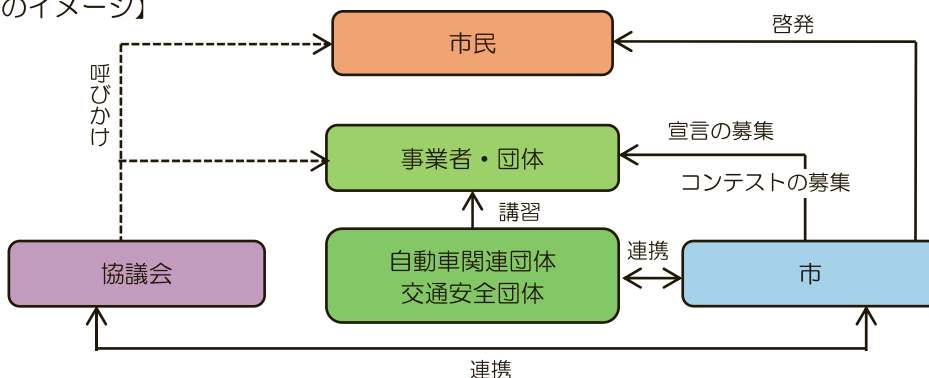 のイメージ】
市民
啓発
呼びかけ
事業者・団体
宣言の募集
コンテストの募集
講習
協議会
自動車関連団体
交通安全団体
連携
市
連携